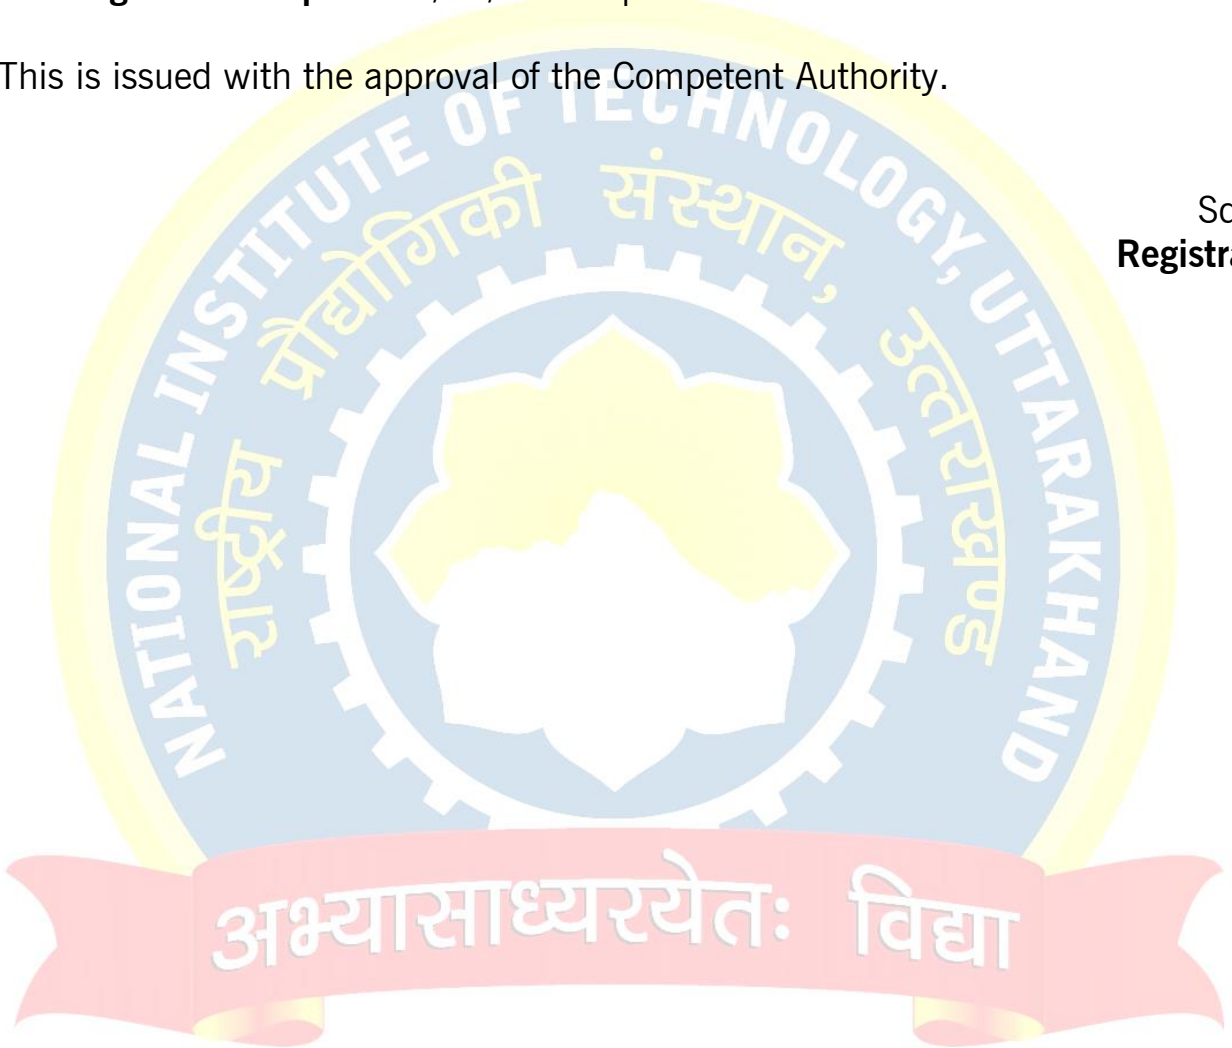 This is issued with the approval of the Competent Authority.
NATIONAL INSTITUTE OF TECHNOLOGY, UTTARAKHAND
राष्ट्रीय प्रौद्योगिकी संस्थान, उत्तराखण्ड
अभ्यासाध्यरयेतः विद्या